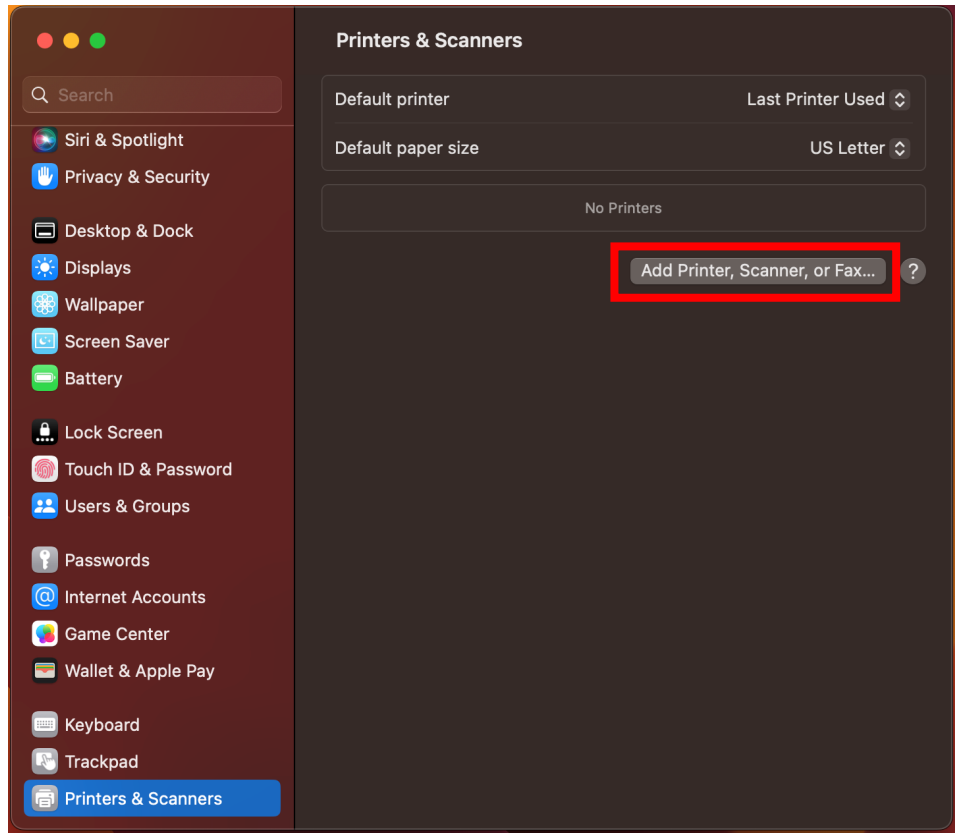 Search
Siri & Spotlight
Privacy & Security
Desktop & Dock
Displays
Wallpaper
Screen Saver
Battery
Lock Screen
Touch ID & Password
Users & Groups
Passwords
Internet Accounts
Game Center
Wallet & Apple Pay
Keyboard
Trackpad
Printers & Scanners
Printers & Scanners
Default printer Last Printer Used
Default paper size US Letter
No Printers
Add Printer, Scanner, or Fax... ?